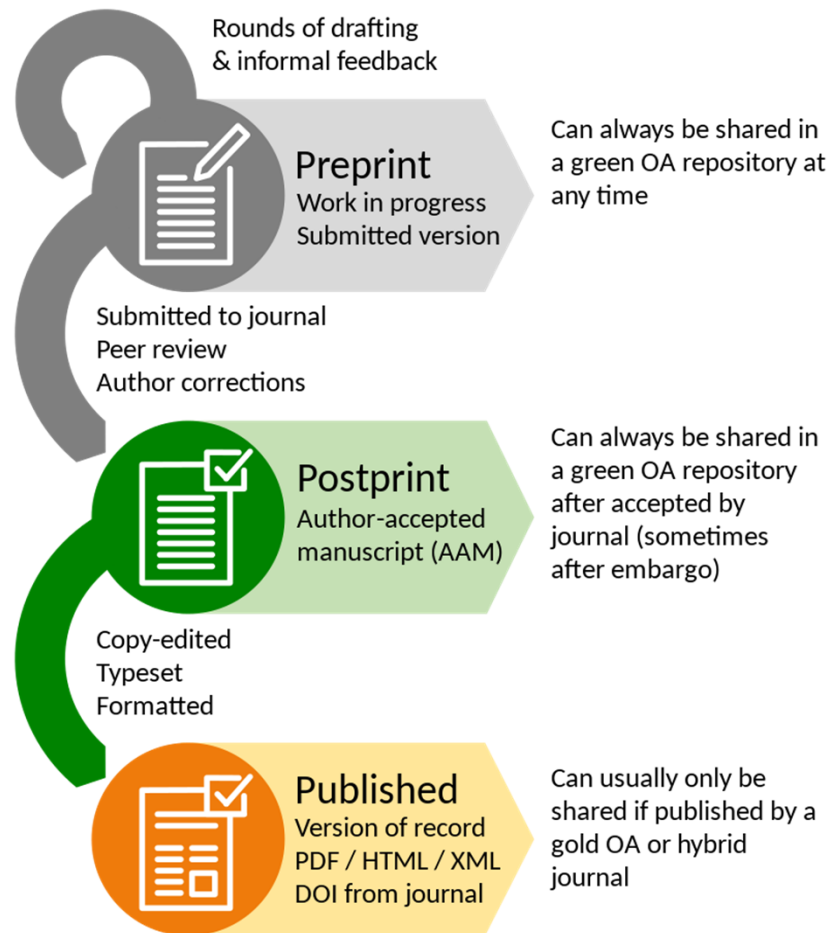 Rounds of drafting
& informal feedback
Preprint
Work in progress
Submitted version
Can always be shared in
a green OA repository at
any time
Submitted to journal
Peer review
Author corrections
Postprint
Author-accepted
manuscript (AAM)
Can always be shared in
a green OA repository
after accepted by
journal (sometimes
after embargo)
Copy-edited
Typeset
Formatted
Published
Version of record
PDF / HTML / XML
DOI from journal
Can usually only be
shared if published by a
gold OA or hybrid
journal